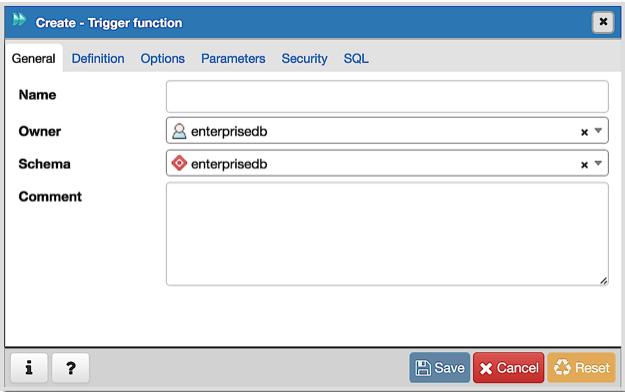 Create - Trigger function
General Definition Options Parameters Security SQL
Name
Owner enterprisedb
Schema enterprisedb
Comment
i ? Save Cancel Reset